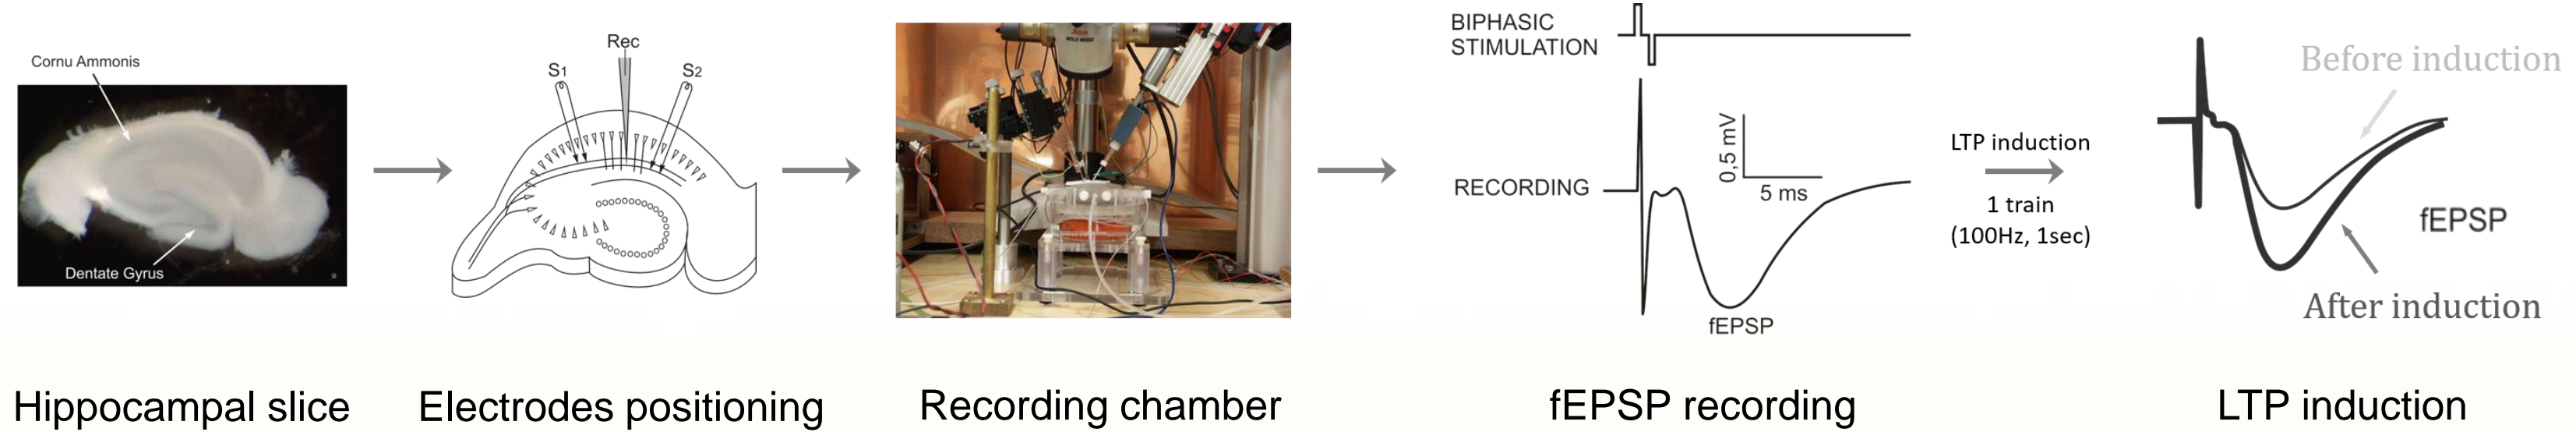 Cornu Ammonis
Dentate Gyrus
Hippocampal slice
Rec
S1
S2
Electrodes positioning
Recording chamber
BIPHASIC
STIMULATION
RECORDING
0,5 mV
5 ms
fEPSP
fEPSP recording
LTP induction
1 train
(100Hz, 1sec)
Before induction
fEPSP
After induction
LTP induction